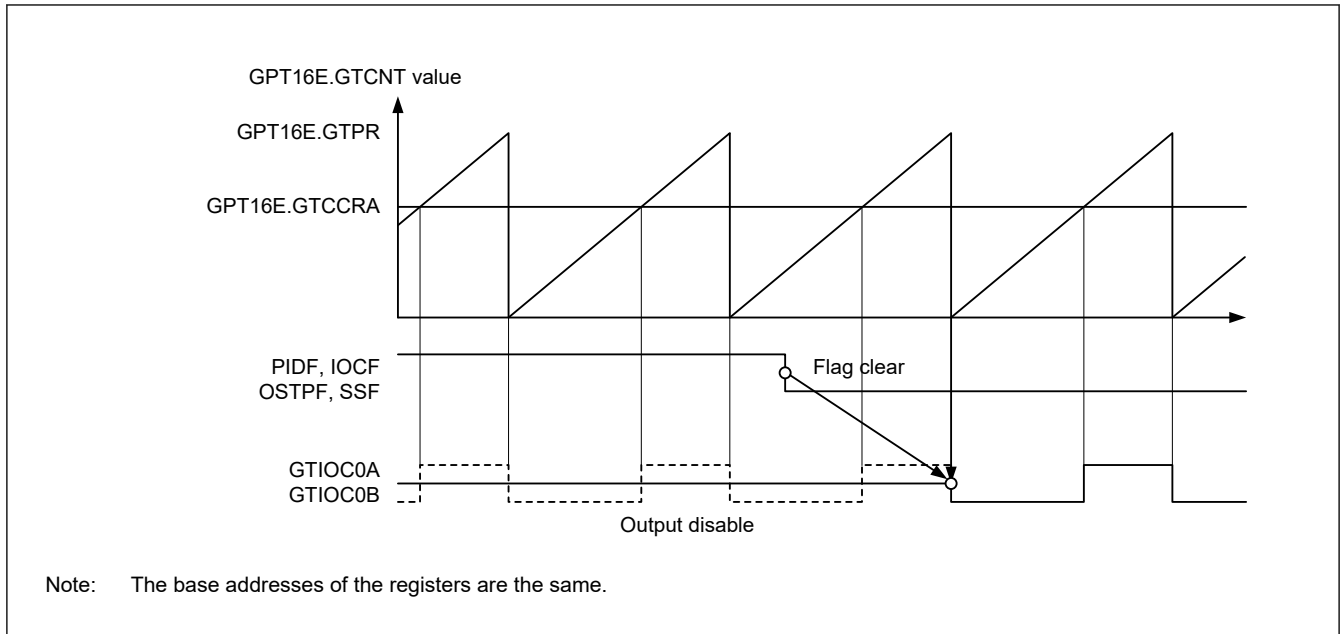 GPT16E.GTCNT value
GPT16E.GTPR
GPT16E.GTCCRA
PIDF, IOCF
OSTPF, SSF
Flag clear
GTIOC0A
GTIOC0B
Output disable
Note: The base addresses of the registers are the same.